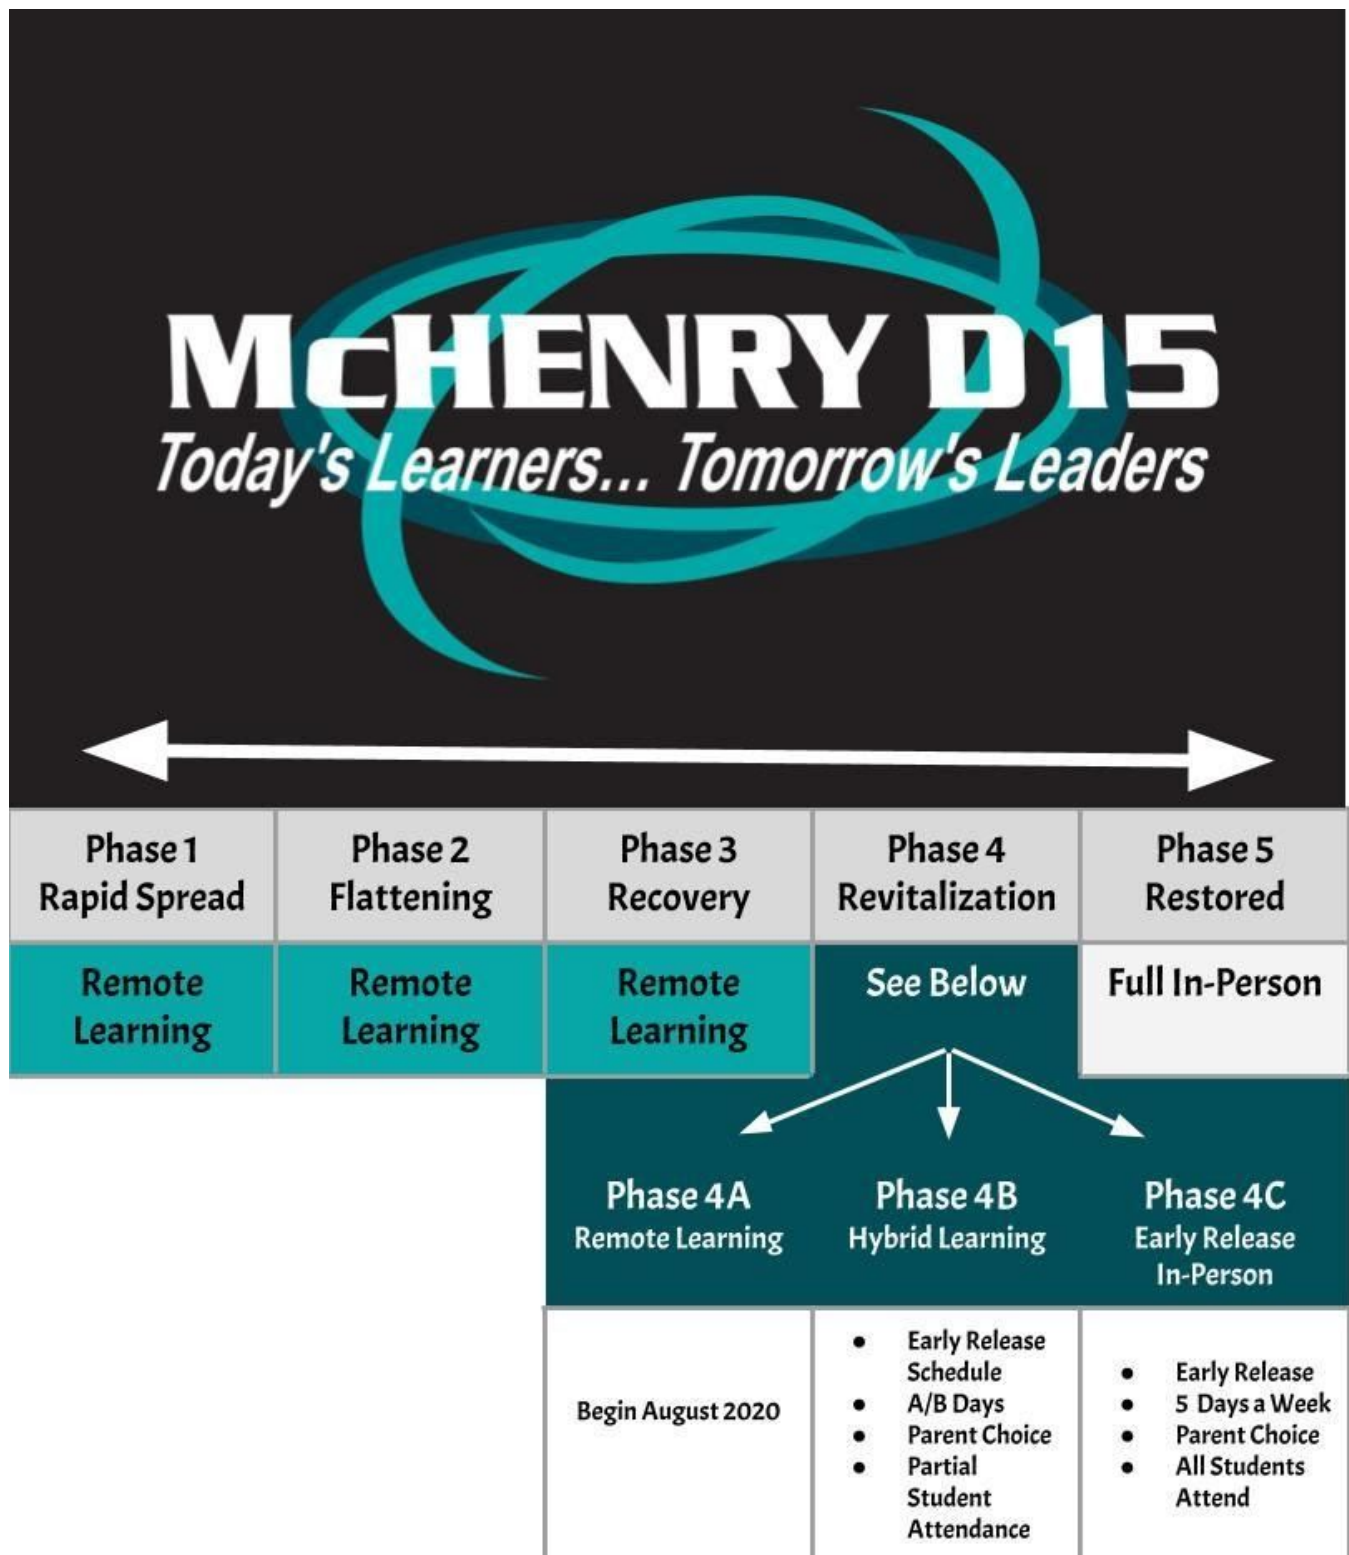 McHENRY D15
Today's Learners... Tomorrow's Leaders
Phase 1
Rapid Spread
Phase 2
Flattening
Phase 3
Recovery
Phase 4
Revitalization
Phase 5
Restored
Remote
Learning
Remote
Learning
Remote
Learning
See Below
Full In-Person
Phase 4A
Remote Learning
Phase 4B
Hybrid Learning
Phase 4C
Early Release
In-Person
Begin August 2020
● Early Release
Schedule
● A/B Days
● Parent Choice
● Partial
Student
Attendance
● Early Release
● 5 Days a Week
● Parent Choice
● All Students
Attend